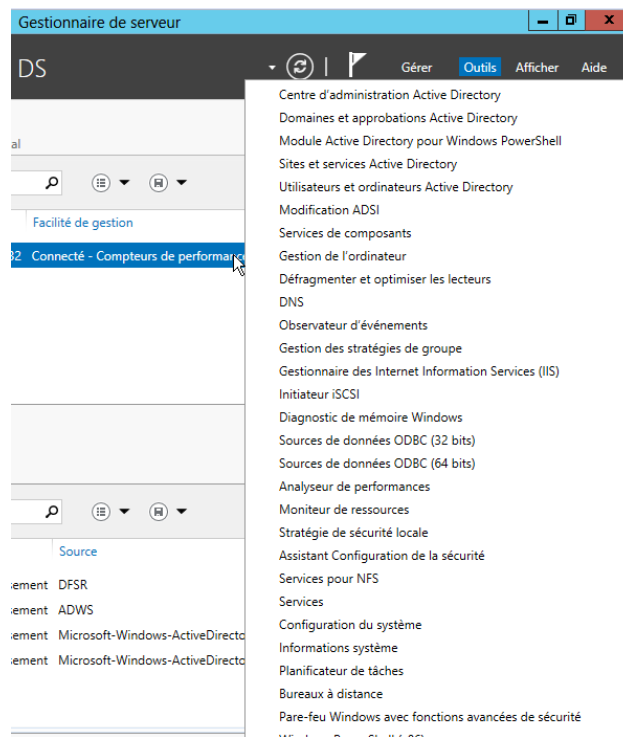 Gestionnaire de serveur
DS
Gérer Outils Afficher Aide
al
Facilité de gestion
32 Connecté - Compteurs de performance
Source
sement DFSR
sement ADWS
sement Microsoft-Windows-ActiveDirecto
sement Microsoft-Windows-ActiveDirecto
Centre d'administration Active Directory
Domaines et approbations Active Directory
Module Active Directory pour Windows PowerShell
Sites et services Active Directory
Utilisateurs et ordinateurs Active Directory
Modification ADSI
Services de composants
Gestion de l'ordinateur
Défragmenter et optimiser les lecteurs
DNS
Observateur d'événements
Gestion des stratégies de groupe
Gestionnaire des Internet Information Services (IIS)
Initiateur iSCSI
Diagnostic de mémoire Windows
Sources de données ODBC (32 bits)
Sources de données ODBC (64 bits)
Analyseur de performances
Moniteur de ressources
Stratégie de sécurité locale
Assistant Configuration de la sécurité
Services pour NFS
Services
Configuration du système
Informations système
Planificateur de tâches
Bureaux à distance
Pare-feu Windows avec fonctions avancées de sécurité